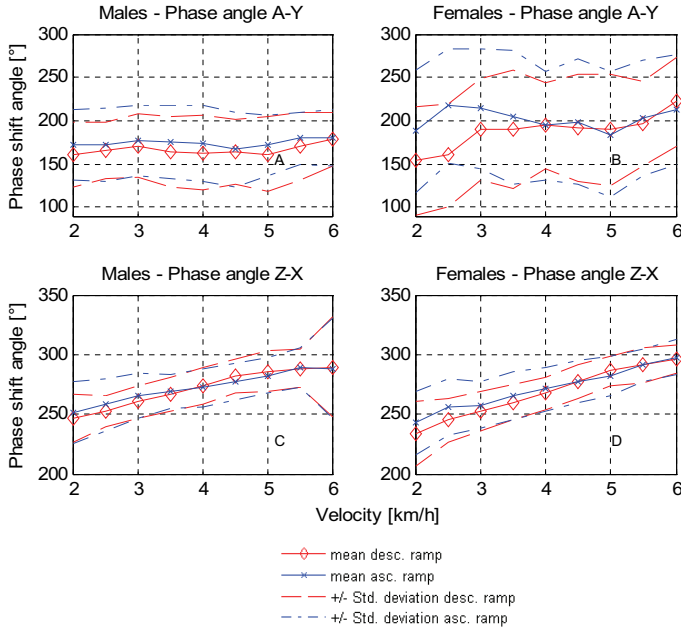 Males - Phase angle A-Y
Females - Phase angle A-Y
Phase shift angle [°]
300
250
200
150
100
2 3 4 5 6
A
300
250
200
150
100
2 3 4 5 6
B
Males - Phase angle Z-X
Females - Phase angle Z-X
Phase shift angle [°]
350
300
250
200
2 3 4 5 6
C
350
300
250
200
2 3 4 5 6
D
Velocity [km/h]
mean desc. ramp
mean asc. ramp
+/- Std. deviation desc. ramp
+/- Std. deviation asc. ramp